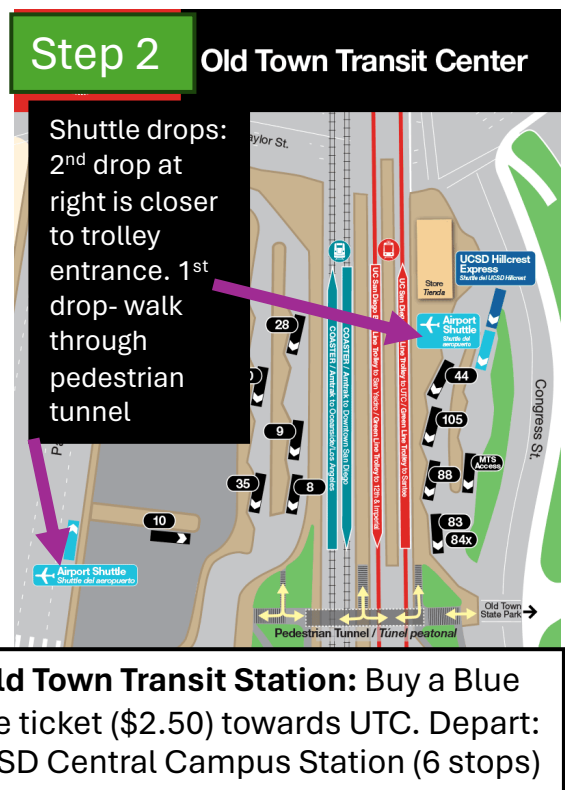 Step 2
Old Town Transit Center
Shuttle drops:
2nd drop at
right is closer
to trolley
entrance. 1st
drop- walk
through
pedestrian
tunnel
aylor St.
UCSD Hillcrest
Express
Shuttle del UCSD Hillcrest
Store
Tienda
Airport
Shuttle
Shuttle del
aeropuerto
28
9
35
8
10
44
105
88
MTS
Access
83
84x
COASTER / Amtrak to Oceanside/Los Angeles
COASTER / Amtrak to Downtown San Diego
UC San Diego B Line Trolley to San Ysidro / Green Line Trolley to 12th & Imperial
UC San Die Line Trolley to UTC / Green Line Trolley to Santee
Congress St.
Pa
Airport Shuttle
Shuttle del aeropuerto
Old Town
State Park
Pedestrian Tunnel / Túnel peatonal
ld Town Transit Station: Buy a Blue
e ticket ($2.50) towards UTC. Depart:
SD Central Campus Station (6 stops)